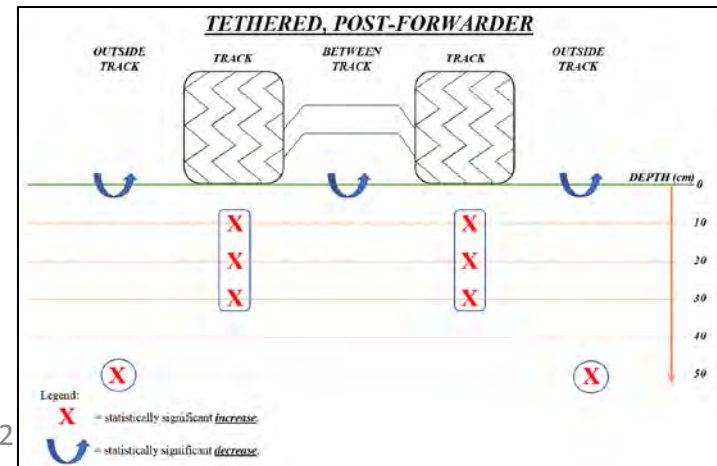 TETHERED, POST-FORWARDER
OUTSIDE TRACK
TRACK
BETWEEN TRACK
TRACK
OUTSIDE TRACK
DEPTH (cm)
0
X X 10
X X 20
X X 30
40
X X 50
Legend:
X = statistically significant increase.
= statistically significant decrease.
2